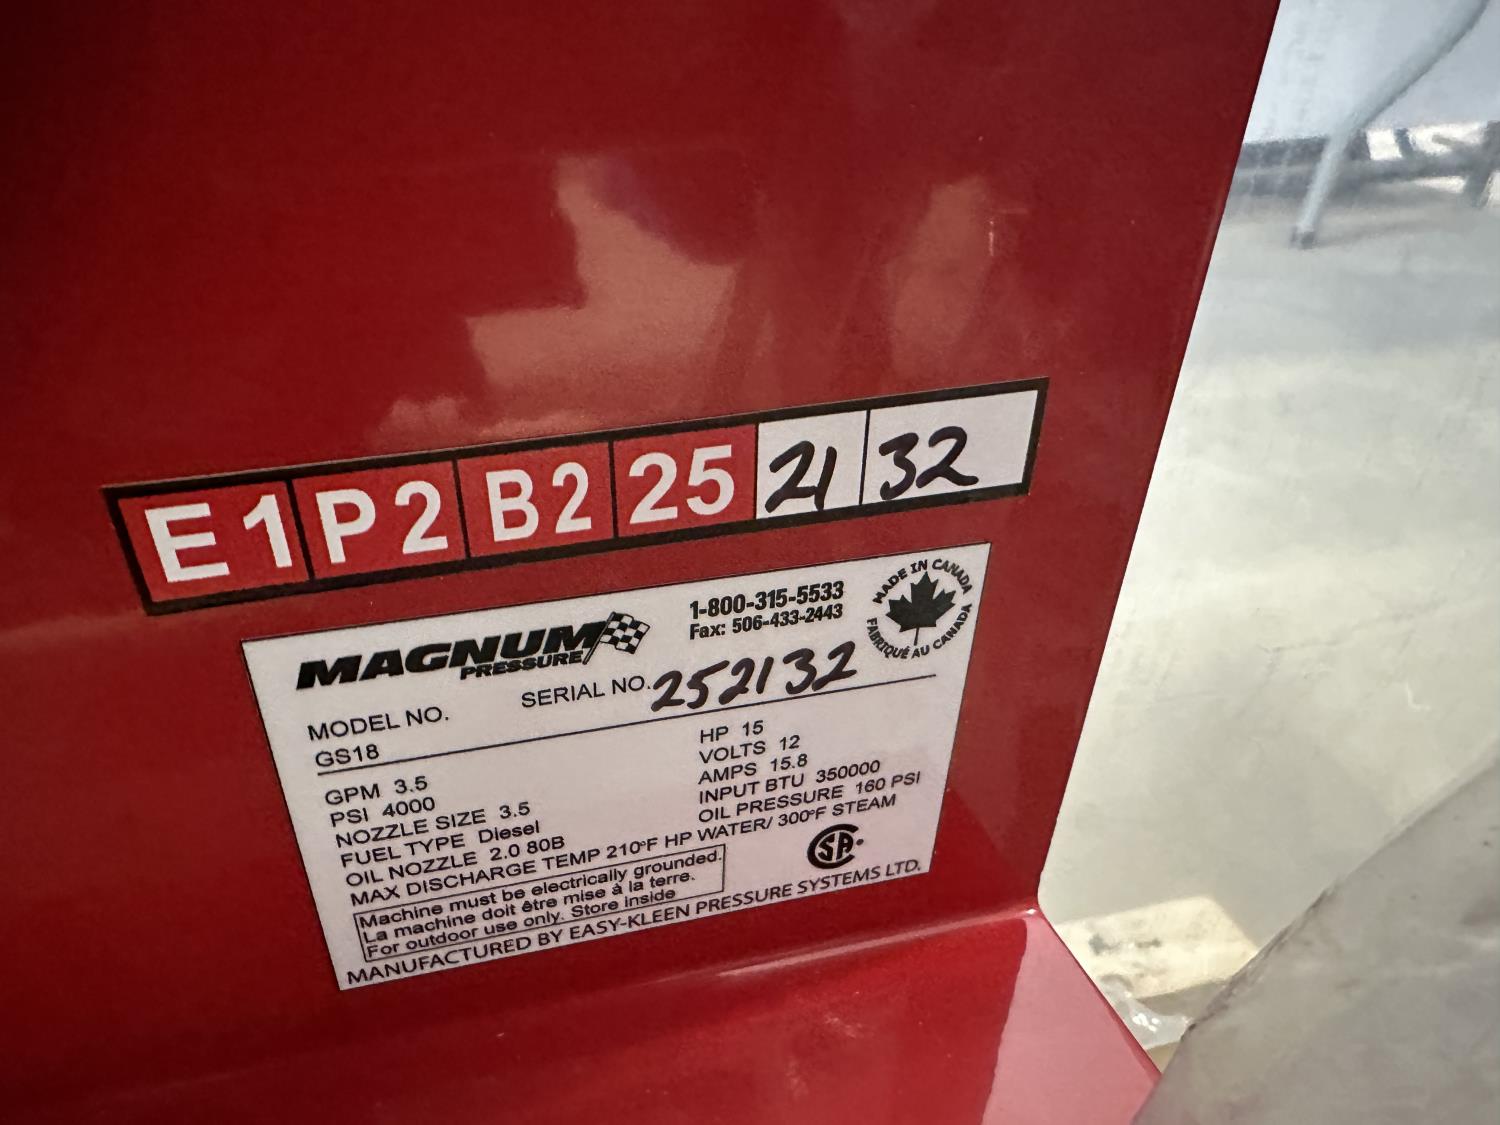 E1 P2 B2 25 21 32
MAGNUM
PRESSURE
1-800-315-5533
Fax: 506-433-2443
MADE IN CANADA
FABRIQUÉ AU CANADA
SERIAL NO. 252132
MODEL NO.
GS18
GPM 3.5
PSI 4000
NOZZLE SIZE 3.5
FUEL TYPE Diesel
OIL NOZZLE 2.0 80B
HP 15
VOLTS 12
AMPS 15.8
INPUT BTU 350000
OIL PRESSURE 160 PSI
MAX DISCHARGE TEMP 210°F HP WATER/ 300°F STEAM
Machine must be electrically grounded.
La machine doit être mise à la terre.
For outdoor use only. Store inside
SA
MANUFACTURED BY EASY-KLEEN PRESSURE SYSTEMS LTD.